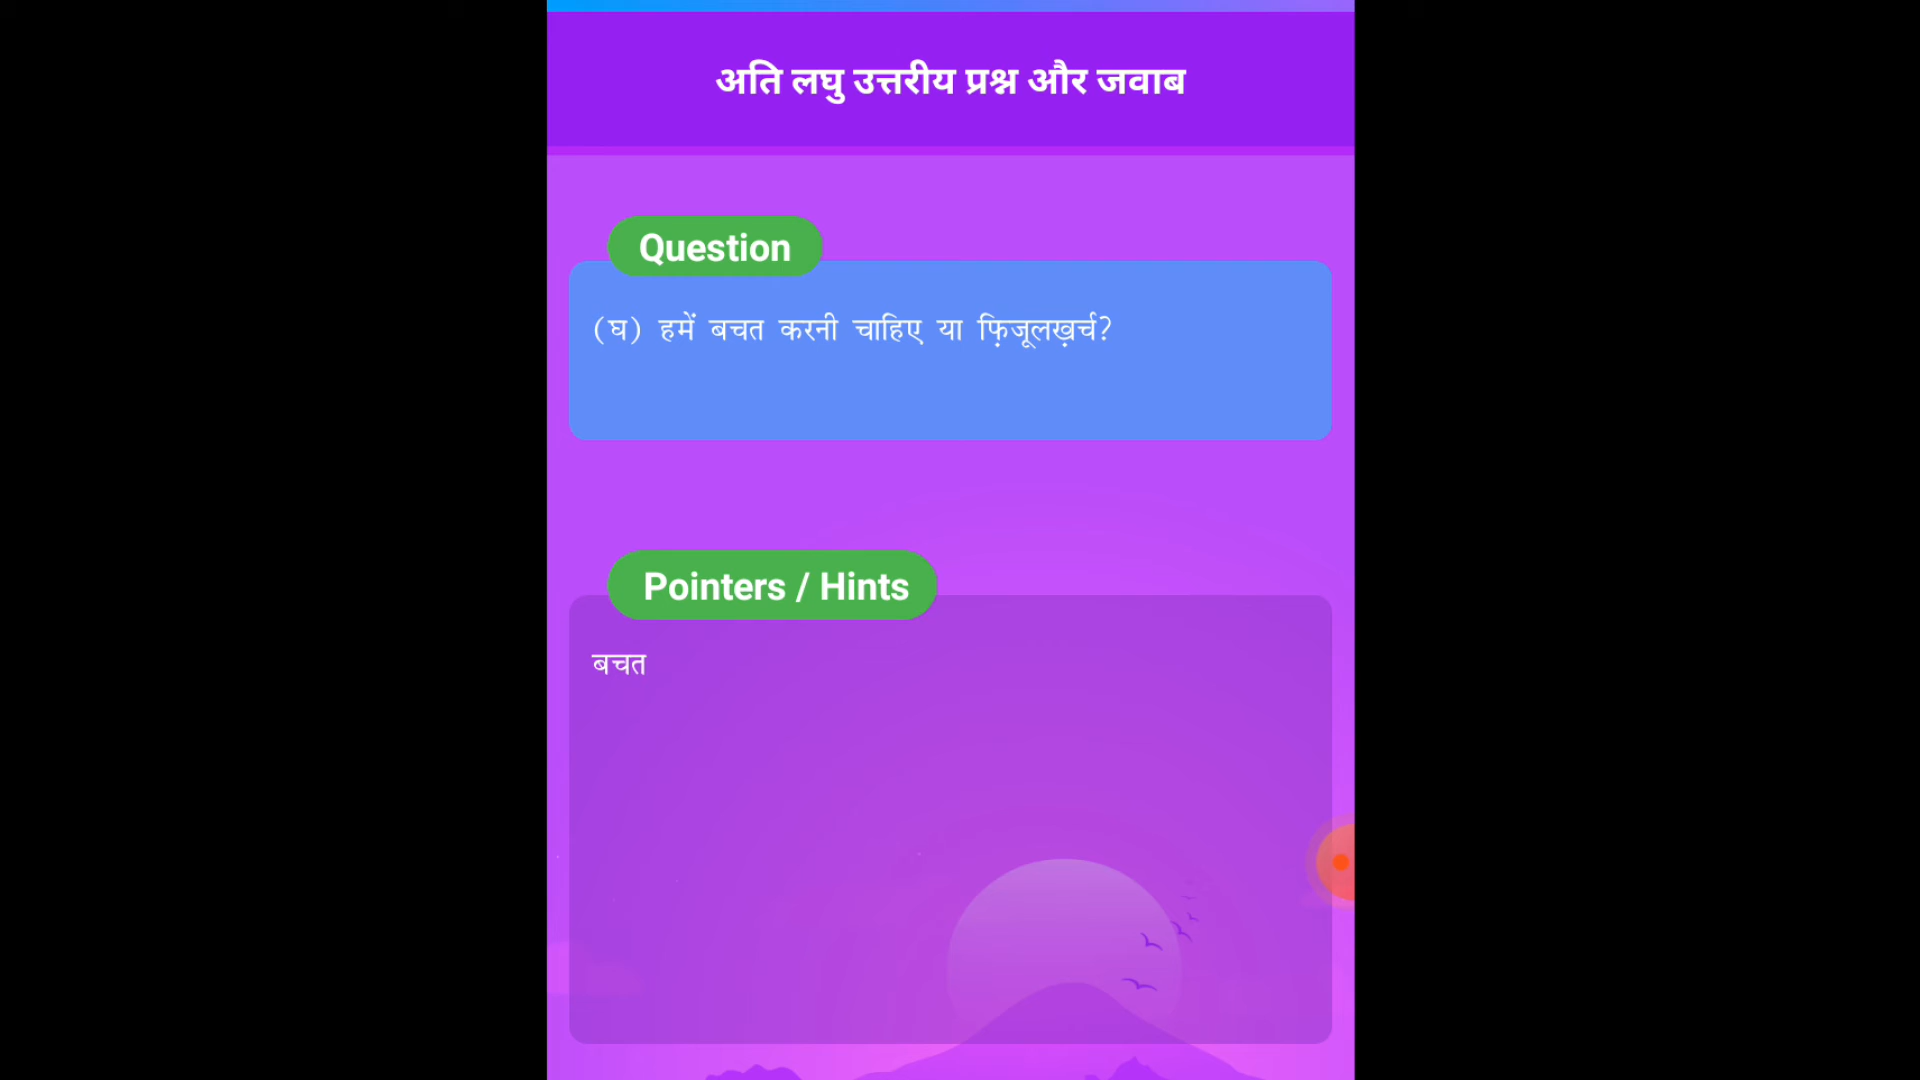 अति लघु उत्तरीय प्रश्न और जवाब
Question
(घ) हमें बचत करनी चाहिए या फ़िजूलख़र्च?
Pointers / Hints
बचत